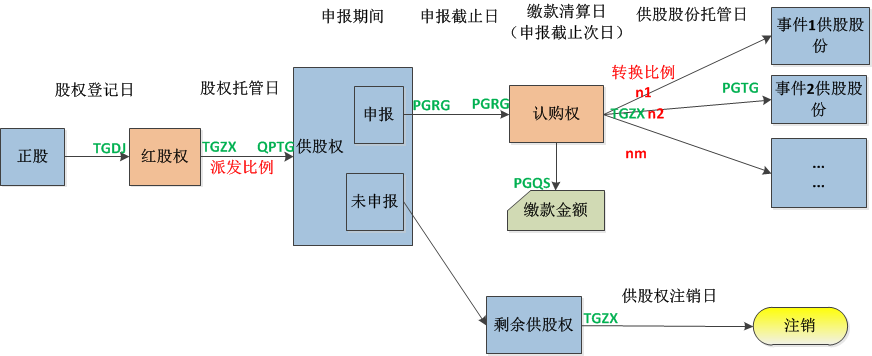 申报期间
申报截止日
缴款清算日
（申报截止次日）
供股股份托管日
股权登记日
股权托管日
正股
TGDJ
红股权
TGZX
QPTG
派发比例
供股权
申报
未申报
PGRG
PGRG
认购权
转换比例
n1
TGZX n2
nm
PGTG
事件1供股股
份
事件2供股股
份
...
...
PGQS
缴款金额
剩余供股权
TGZX
供股权注销日
注销